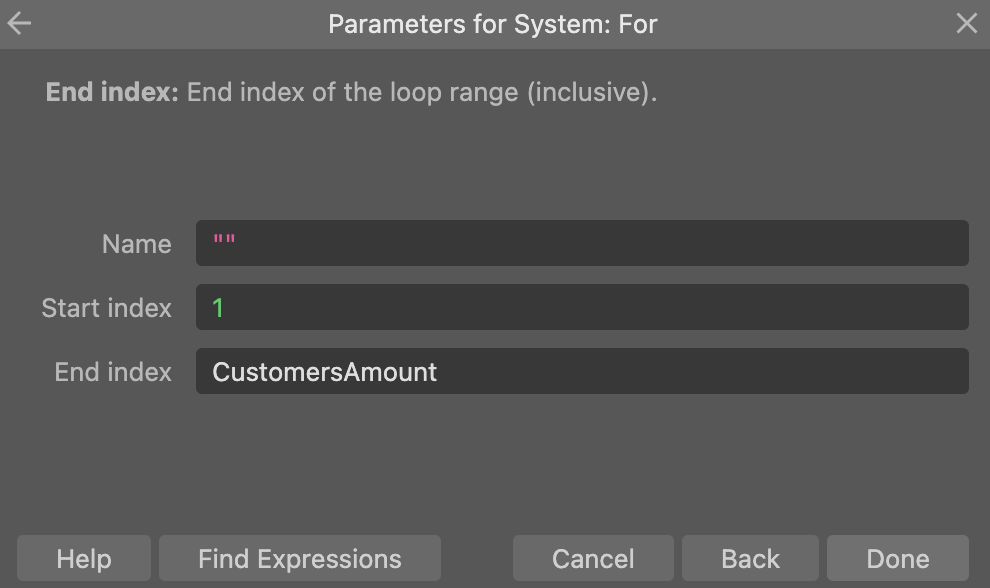 Parameters for System: For
End index: End index of the loop range (inclusive).
Name ""
Start index 1
End index CustomersAmount
Help Find Expressions Cancel Back Done